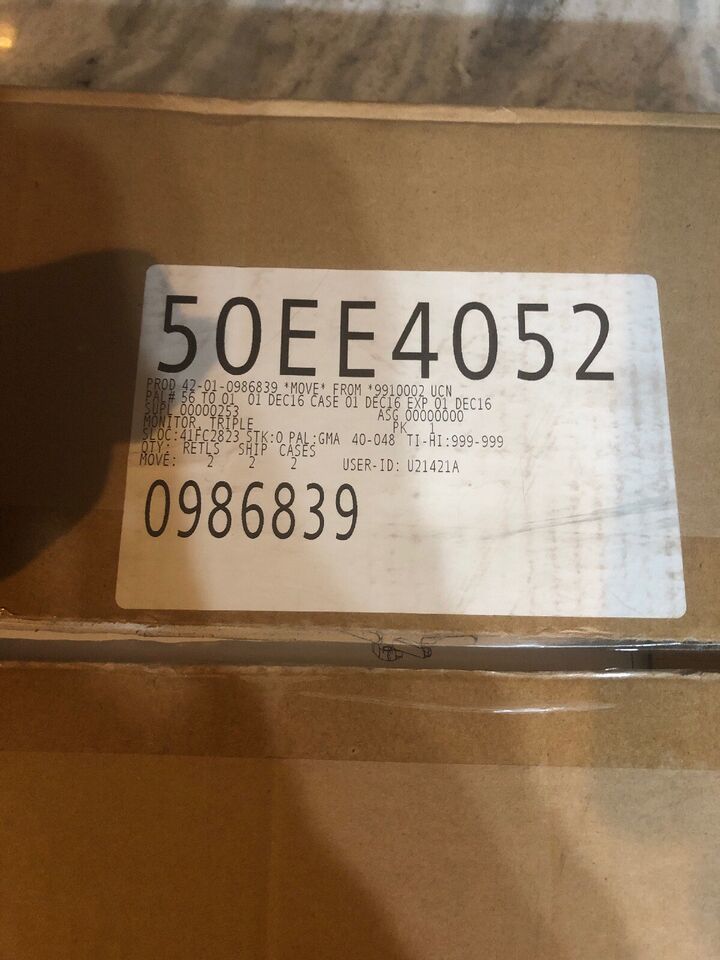 50EE4052
PROD 42-01-0986839 *MOVE* FROM *9910002 UCN
PAL# 56 TO 01 01 DEC16 CASE 01 DEC16 EXP 01 DEC16
SUPL 00000253 ASG 00000000
MONITOR, TRIPLE PK 1
SLOC:41FC2823 STK:0 PAL:GMA 40-048 TI-HI:999-999
QTY: RETLS SHIP CASES
MOVE: 2 2 2 USER-ID: U21421A
0986839